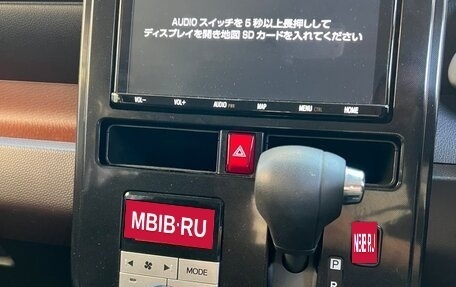 AUDIO スイッチを 5 秒以上長押しして
ディスプレイを開き地図 SD カードを入れてください
VOL− VOL+ AUDIO PWR MAP MENU CTRL HOME
MBIB·RU
MODE
P
R